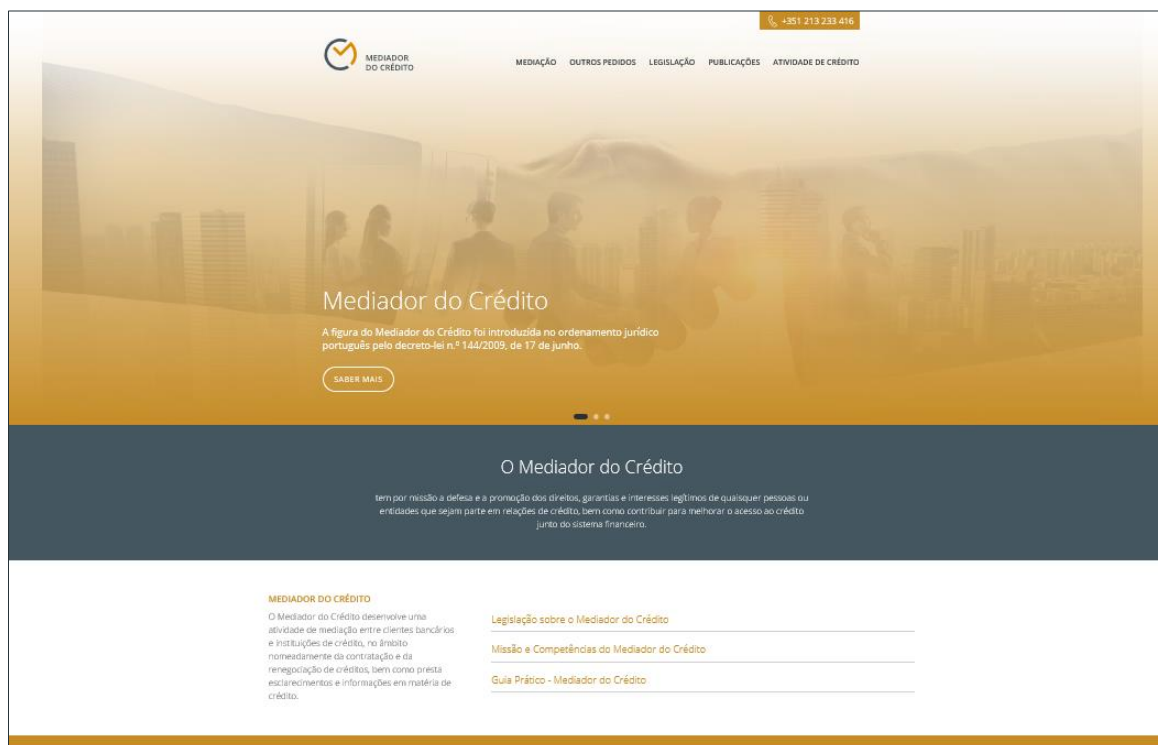 +351 213 233 416
MEDIADOR
DO CRÉDITO
MEDIAÇÃO OUTROS PEDIDOS LEGISLAÇÃO PUBLICAÇÕES ATIVIDADE DE CRÉDITO
Mediador do Crédito
A figura do Mediador do Crédito foi introduzida no ordenamento jurídico
português pelo decreto-lei n.º 144/2009, de 17 de junho.
SABER MAIS
O Mediador do Crédito
tem por missão a defesa e a promoção dos direitos, garantias e interesses legítimos de quaisquer pessoas ou
entidades que sejam parte em relações de crédito, bem como contribuir para melhorar o acesso ao crédito
junto do sistema financeiro.
MEDIADOR DO CRÉDITO
O Mediador do Crédito desenvolve uma
atividade de mediação entre clientes bancários
e instituições de crédito, no âmbito
nomeadamente da contratação e da
renegociação de créditos, bem como presta
esclarecimentos e informações em matéria de
crédito.
Legislação sobre o Mediador do Crédito
Missão e Competências do Mediador do Crédito
Guia Prático - Mediador do Crédito